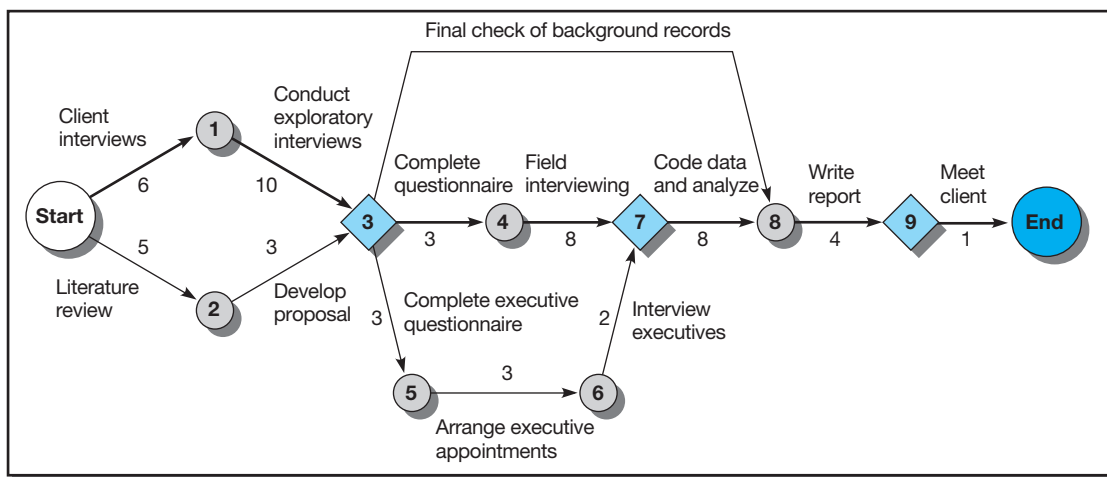 Final check of background records
Client
interviews
Conduct
exploratory
interviews
1
6
10
Complete
questionnaire
Field
interviewing
Code data
and analyze
Write
report
Meet
client
Start
3
4
7
8
9
End
3
8
8
4
1
5
3
Literature
review
2
Develop
proposal
3
Complete executive
questionnaire
2
Interview
executives
5
3
6
Arrange executive
appointments